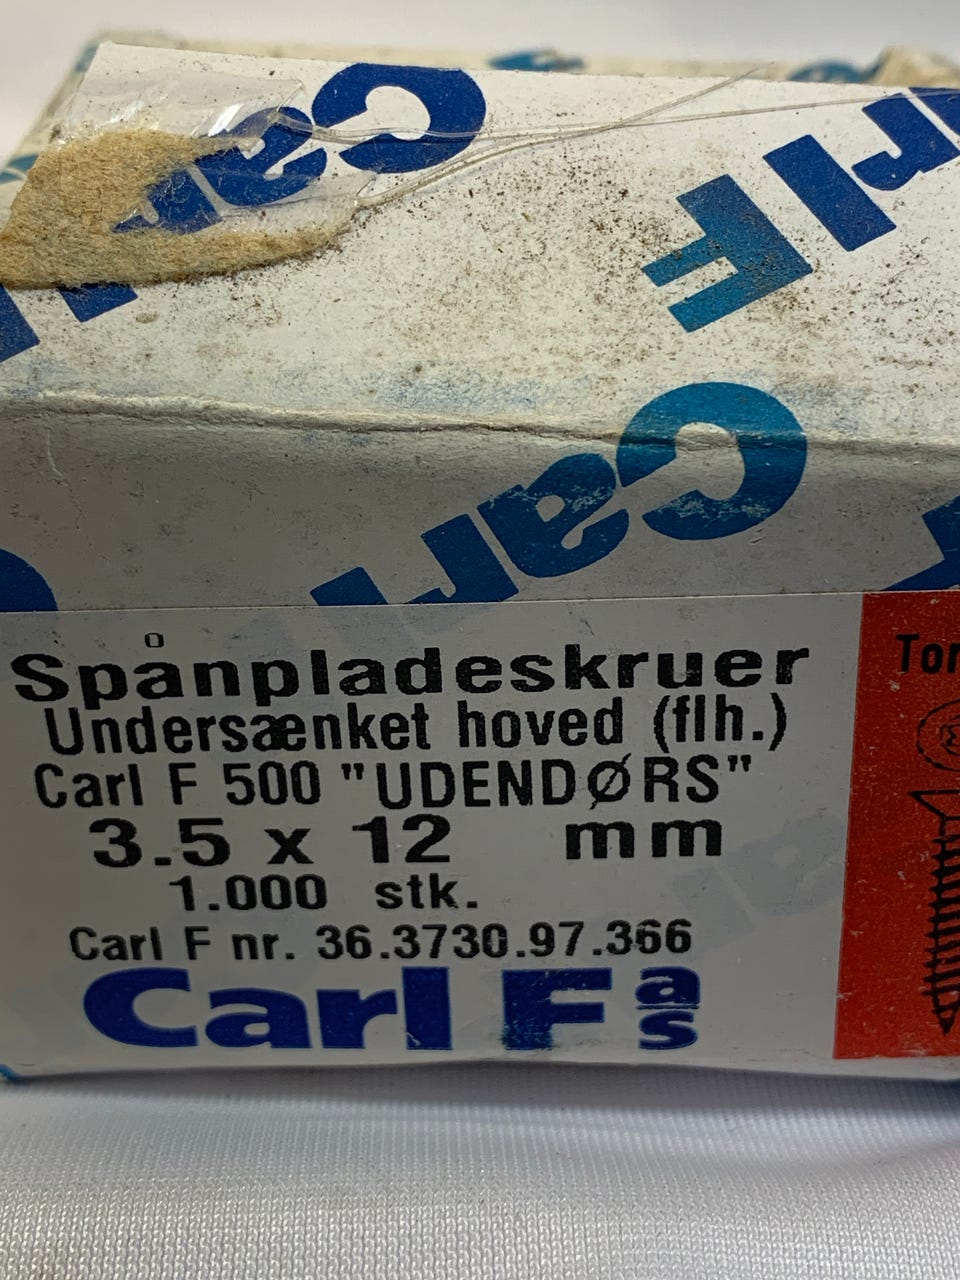 Carl
Carl F
Carl F
Spånpladeskruer
Undersænket hoved (flh.)
Carl F 500 "UDENDØRS"
3.5 x 12 mm
1.000 stk.
Carl F nr. 36.3730.97.366
Carl F a/s